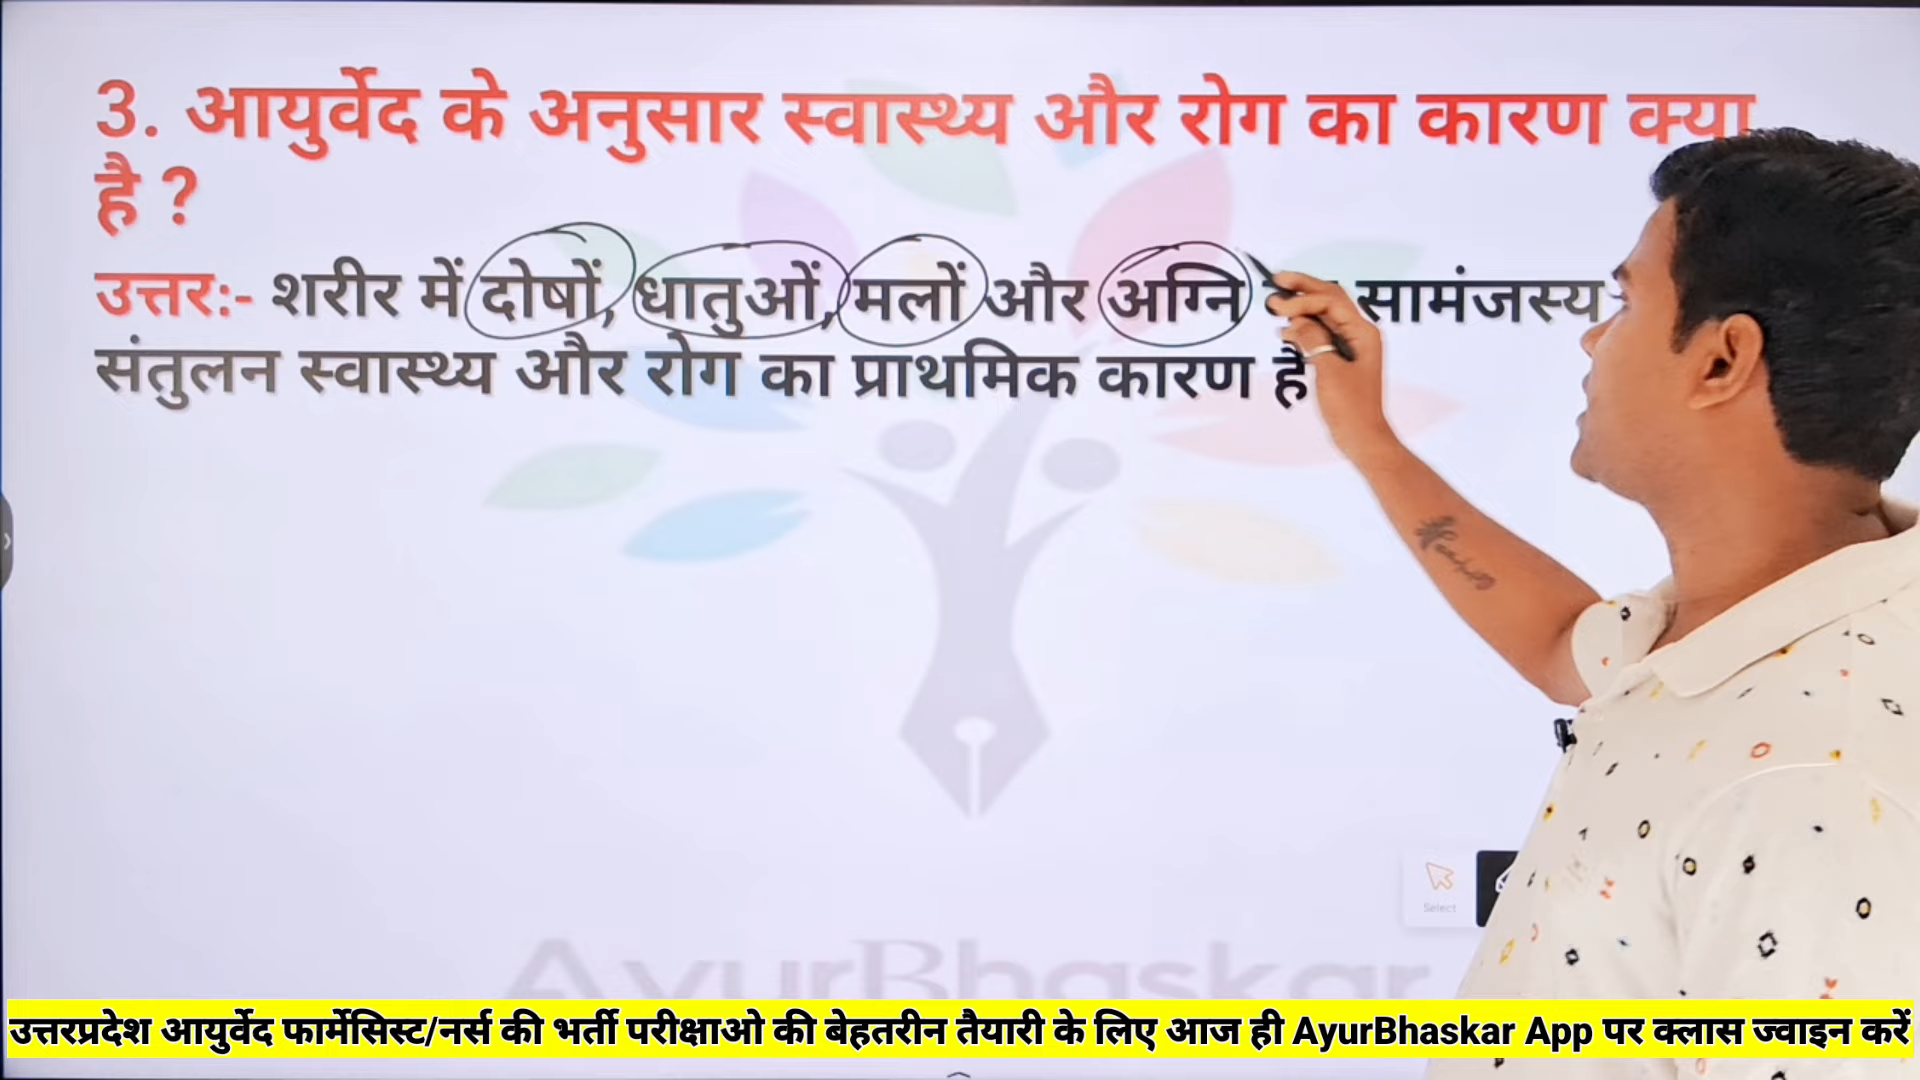 3. आयुर्वेद के अनुसार स्वास्थ्य और रोग का कारण क्या
है ?
उत्तर:- शरीर में दोषों, धातुओं, मलों और अग्नि सामंजस्य
संतुलन स्वास्थ्य और रोग का प्राथमिक कारण है
Select
AyurBhaskar
उत्तरप्रदेश आयुर्वेद फार्मेसिस्ट/नर्स की भर्ती परीक्षाओ की बेहतरीन तैयारी के लिए आज ही AyurBhaskar App पर क्लास ज्वाइन करें